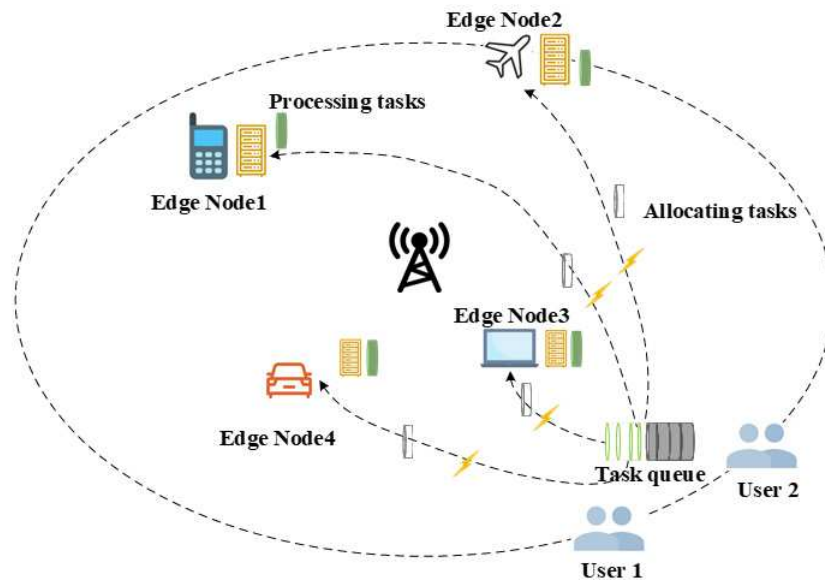 Edge Node2
Processing tasks
Edge Node1
Allocating tasks
Edge Node3
Edge Node4
Task queue
User 2
User 1